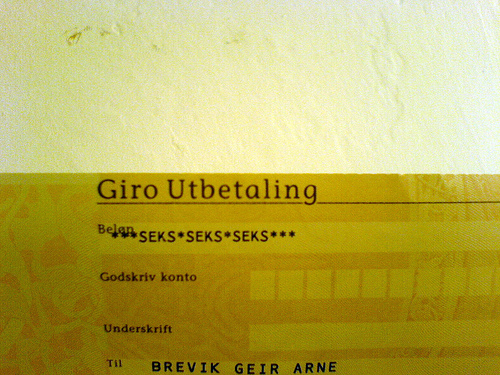 Giro Utbetaling
Beløp
***SEKS*SEKS*SEKS***
Godskriv konto
Underskrift
Til BREVIK GEIR ARNE